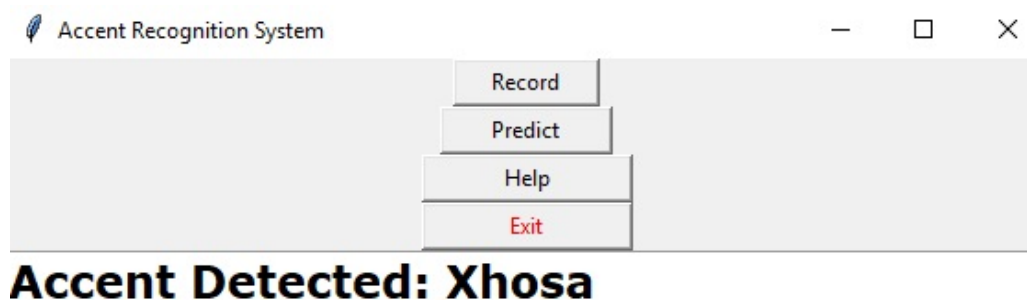 Accent Recognition System
Record
Predict
Help
Exit
Accent Detected: Xhosa